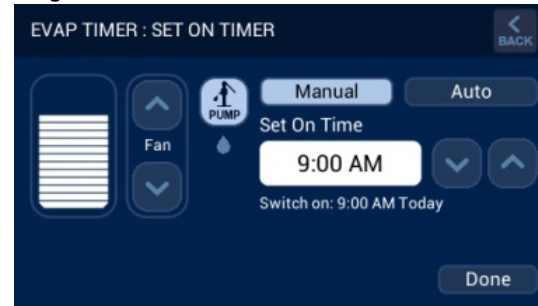 EVAP TIMER : SET ON TIMER
BACK
PUMP
Manual
Auto
Fan
Set On Time
9:00 AM
Switch on: 9:00 AM Today
Done